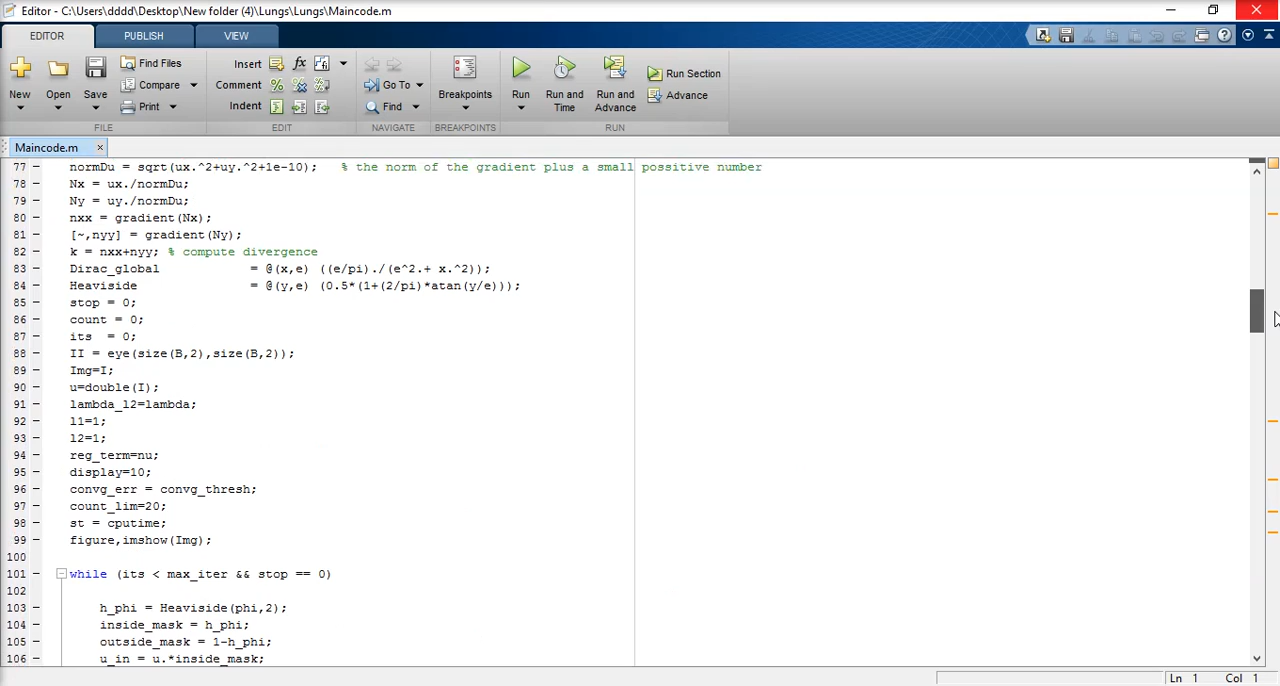 Editor - C:\Users\dddd\Desktop\New folder (4)\Lungs\Lungs\Maincode.m
EDITOR PUBLISH VIEW
New Open Save Find Files Compare Print
Insert fx
Comment
Indent
Go To
Find
Breakpoints
Run Run and Time Run and Advance Run Section Advance
FILE EDIT NAVIGATE BREAKPOINTS RUN
Maincode.m ×
77 – normDu = sqrt(ux.^2+uy.^2+1e-10); % the norm of the gradient plus a small possitive number
78 – Nx = ux./normDu;
79 – Ny = uy./normDu;
80 – nxx = gradient(Nx);
81 – [~,nyy] = gradient(Ny);
82 – k = nxx+nyy; % compute divergence
83 – Dirac_global = @(x,e) ((e/pi)./(e^2.+ x.^2));
84 – Heaviside = @(y,e) (0.5*(1+(2/pi)*atan(y/e)));
85 – stop = 0;
86 – count = 0;
87 – its = 0;
88 – II = eye(size(B,2),size(B,2));
89 – Img=I;
90 – u=double(I);
91 – lambda_l2=lambda;
92 – l1=1;
93 – l2=1;
94 – reg_term=nu;
95 – display=10;
96 – convg_err = convg_thresh;
97 – count_lim=20;
98 – st = cputime;
99 – figure,imshow(Img);
100
101 – while (its < max_iter && stop == 0)
102
103 – h_phi = Heaviside(phi,2);
104 – inside_mask = h_phi;
105 – outside_mask = 1-h_phi;
106 – u_in = u.*inside_mask;
Ln 1 Col 1